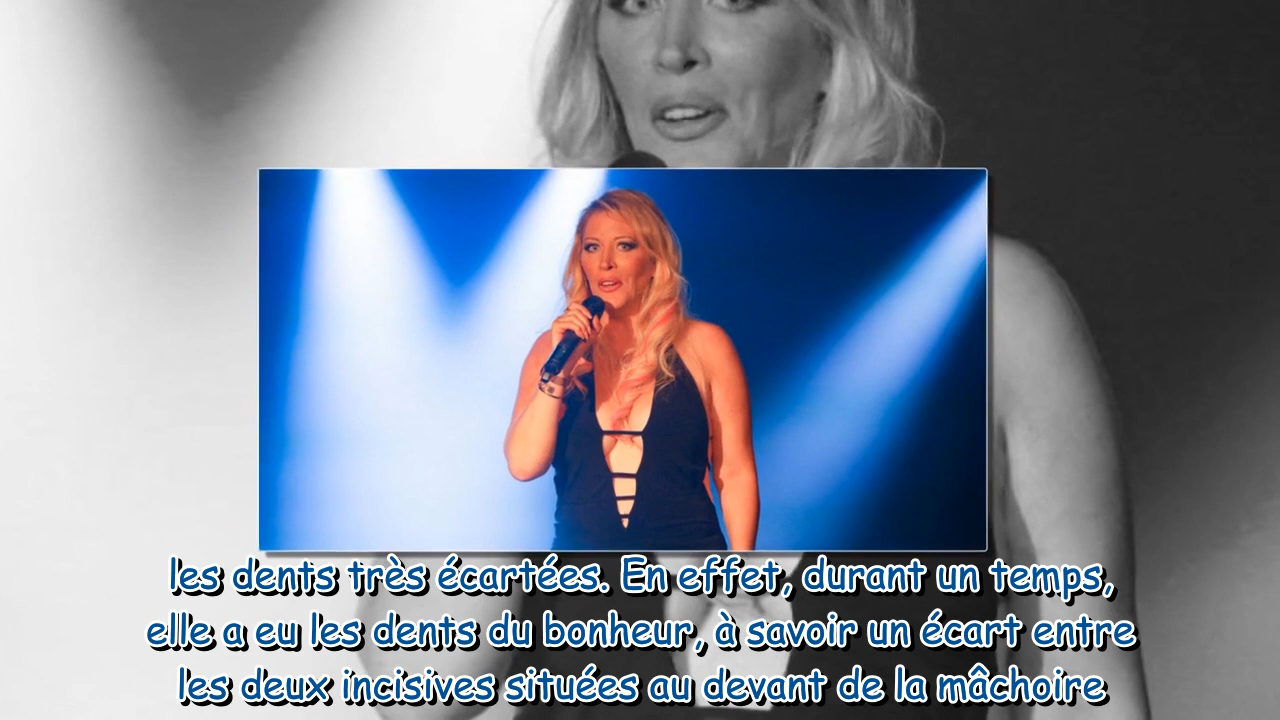 les dents très écartées. En effet, durant un temps,
elle a eu les dents du bonheur, à savoir un écart entre
les deux incisives situées au devant de la mâchoire